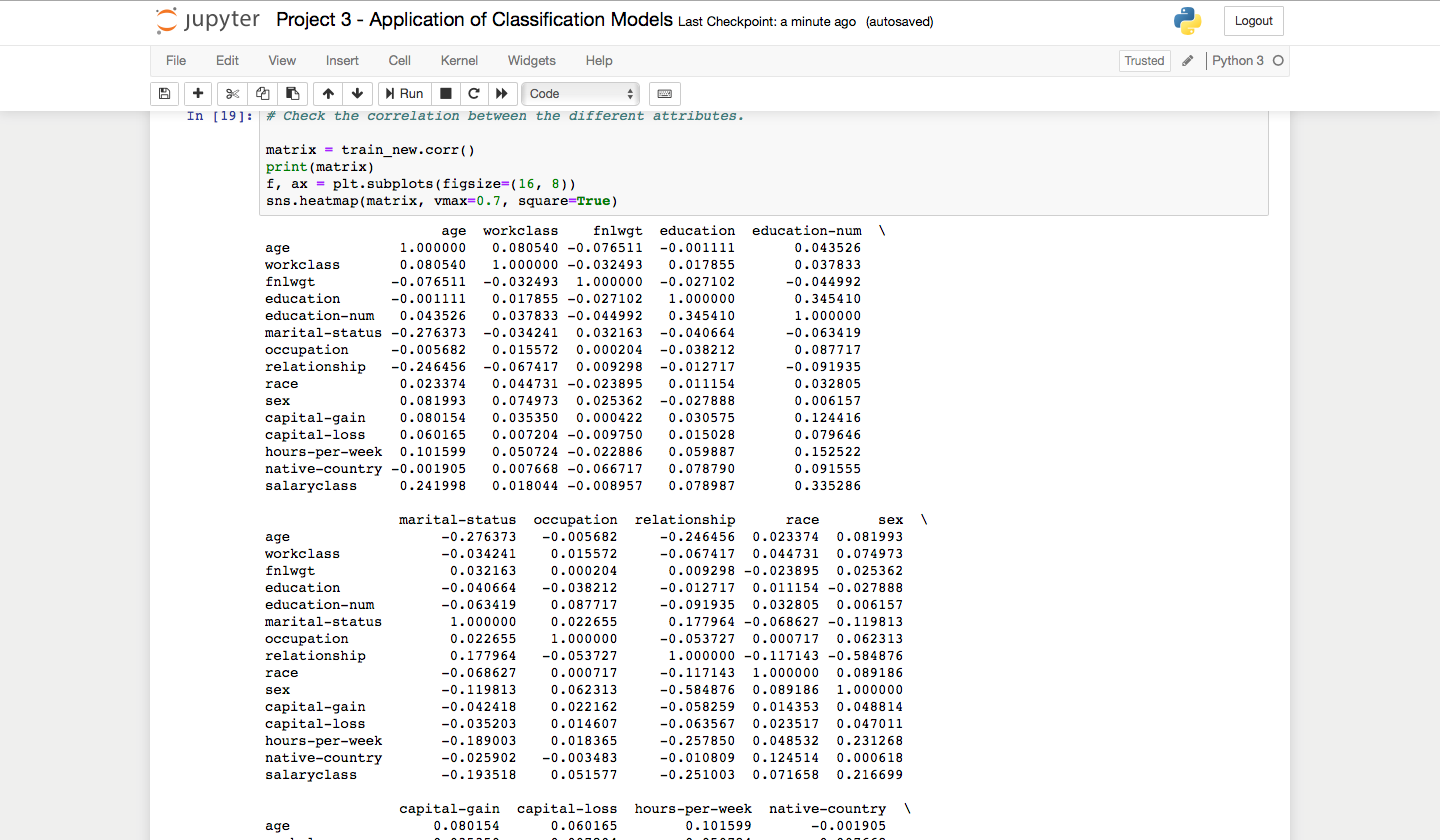 jupyter Project 3 - Application of Classification Models Last Checkpoint: a minute ago (autosaved) Logout
File Edit View Insert Cell Kernel Widgets Help Trusted Python 3
Run Code
In [19]: # Check the correlation between the different attributes.
matrix = train_new.corr()
print(matrix)
f, ax = plt.subplots(figsize=(16, 8))
sns.heatmap(matrix, vmax=0.7, square=True)
age workclass fnlwgt education education-num \
age 1.000000 0.080540 -0.076511 -0.001111 0.043526
workclass 0.080540 1.000000 -0.032493 0.017855 0.037833
fnlwgt -0.076511 -0.032493 1.000000 -0.027102 -0.044992
education -0.001111 0.017855 -0.027102 1.000000 0.345410
education-num 0.043526 0.037833 -0.044992 0.345410 1.000000
marital-status -0.276373 -0.034241 0.032163 -0.040664 -0.063419
occupation -0.005682 0.015572 0.000204 -0.038212 0.087717
relationship -0.246456 -0.067417 0.009298 -0.012717 -0.091935
race 0.023374 0.044731 -0.023895 0.011154 0.032805
sex 0.081993 0.074973 0.025362 -0.027888 0.006157
capital-gain 0.080154 0.035350 0.000422 0.030575 0.124416
capital-loss 0.060165 0.007204 -0.009750 0.015028 0.079646
hours-per-week 0.101599 0.050724 -0.022886 0.059887 0.152522
native-country -0.001905 0.007668 -0.066717 0.078790 0.091555
salaryclass 0.241998 0.018044 -0.008957 0.078987 0.335286
marital-status occupation relationship race sex \
age -0.276373 -0.005682 -0.246456 0.023374 0.081993
workclass -0.034241 0.015572 -0.067417 0.044731 0.074973
fnlwgt 0.032163 0.000204 0.009298 -0.023895 0.025362
education -0.040664 -0.038212 -0.012717 0.011154 -0.027888
education-num -0.063419 0.087717 -0.091935 0.032805 0.006157
marital-status 1.000000 0.022655 0.177964 -0.068627 -0.119813
occupation 0.022655 1.000000 -0.053727 0.000717 0.062313
relationship 0.177964 -0.053727 1.000000 -0.117143 -0.584876
race -0.068627 0.000717 -0.117143 1.000000 0.089186
sex -0.119813 0.062313 -0.584876 0.089186 1.000000
capital-gain -0.042418 0.022162 -0.058259 0.014353 0.048814
capital-loss -0.035203 0.014607 -0.063567 0.023517 0.047011
hours-per-week -0.189003 0.018365 -0.257850 0.048532 0.231268
native-country -0.025902 -0.003483 -0.010809 0.124514 0.000618
salaryclass -0.193518 0.051577 -0.251003 0.071658 0.216699
capital-gain capital-loss hours-per-week native-country \
age 0.080154 0.060165 0.101599 -0.001905